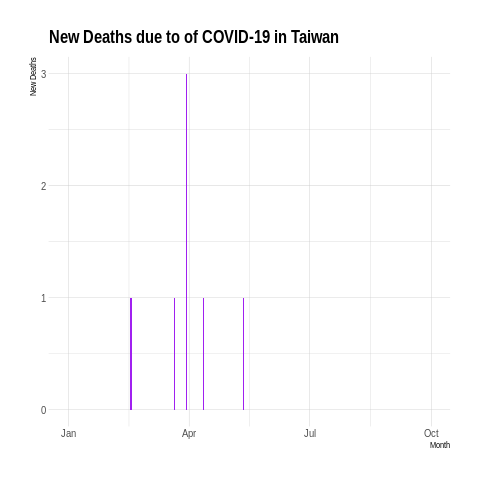 New Deaths due to of COVID-19 in Taiwan
New Deaths
3
2
1
0
Jan Apr Jul Oct
Month